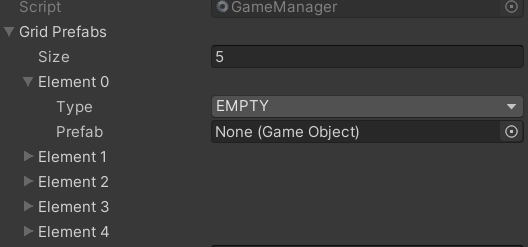 Script GameManager
Grid Prefabs
Size 5
Element 0
Type EMPTY
Prefab None (Game Object)
Element 1
Element 2
Element 3
Element 4